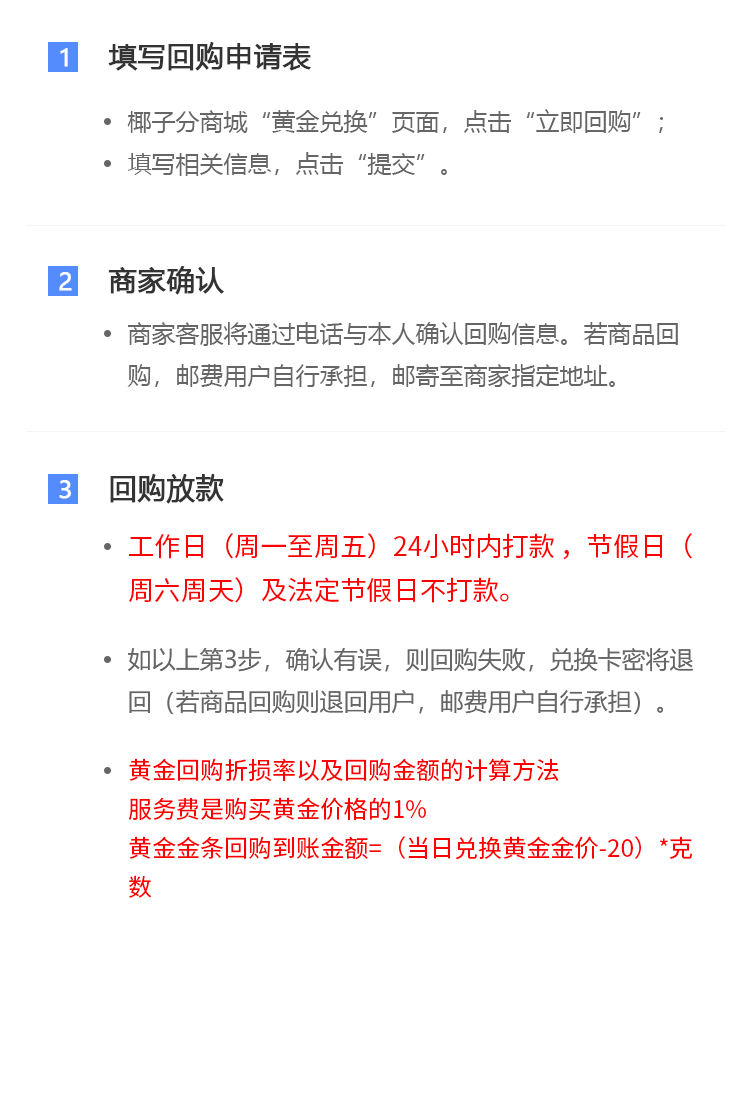 1 填写回购申请表
• 椰子分商城“黄金兑换”页面，点击“立即回购”；
• 填写相关信息，点击“提交”。
2 商家确认
• 商家客服将通过电话与本人确认回购信息。若商品回
购，邮费用户自行承担，邮寄至商家指定地址。
3 回购放款
• 工作日（周一至周五）24小时内打款 ，节假日（
周六周天）及法定节假日不打款。
• 如以上第3步，确认有误，则回购失败，兑换卡密将退
回（若商品回购则退回用户，邮费用户自行承担）。
• 黄金回购折损率以及回购金额的计算方法
服务费是购买黄金价格的1%
黄金金条回购到账金额=（当日兑换黄金金价-20）*克
数